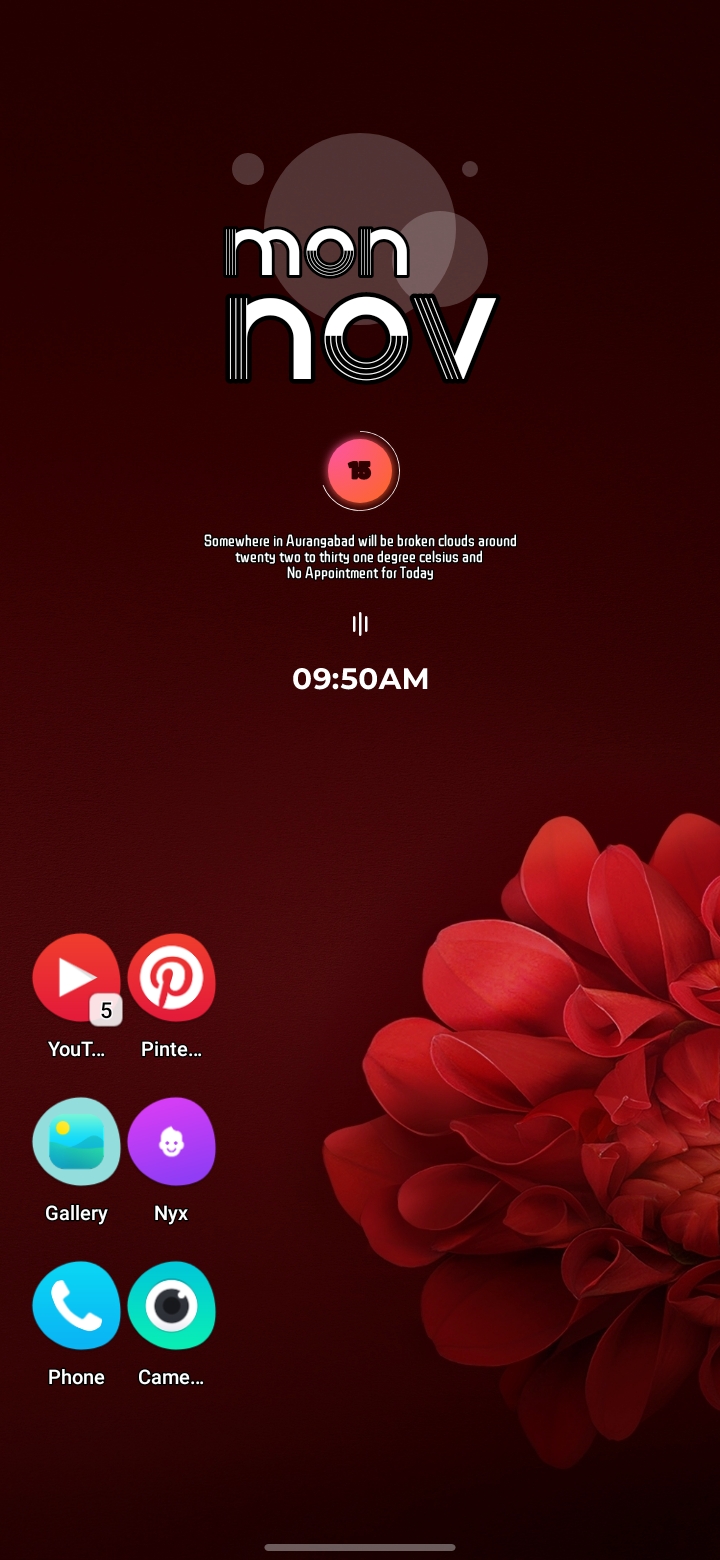 mon
nov
15
Somewhere in Aurangabad will be broken clouds around
twenty two to thirty one degree celsius and
No Appointment for Today
09:50AM
5
YouT... Pinte...
Gallery Nyx
Phone Came...